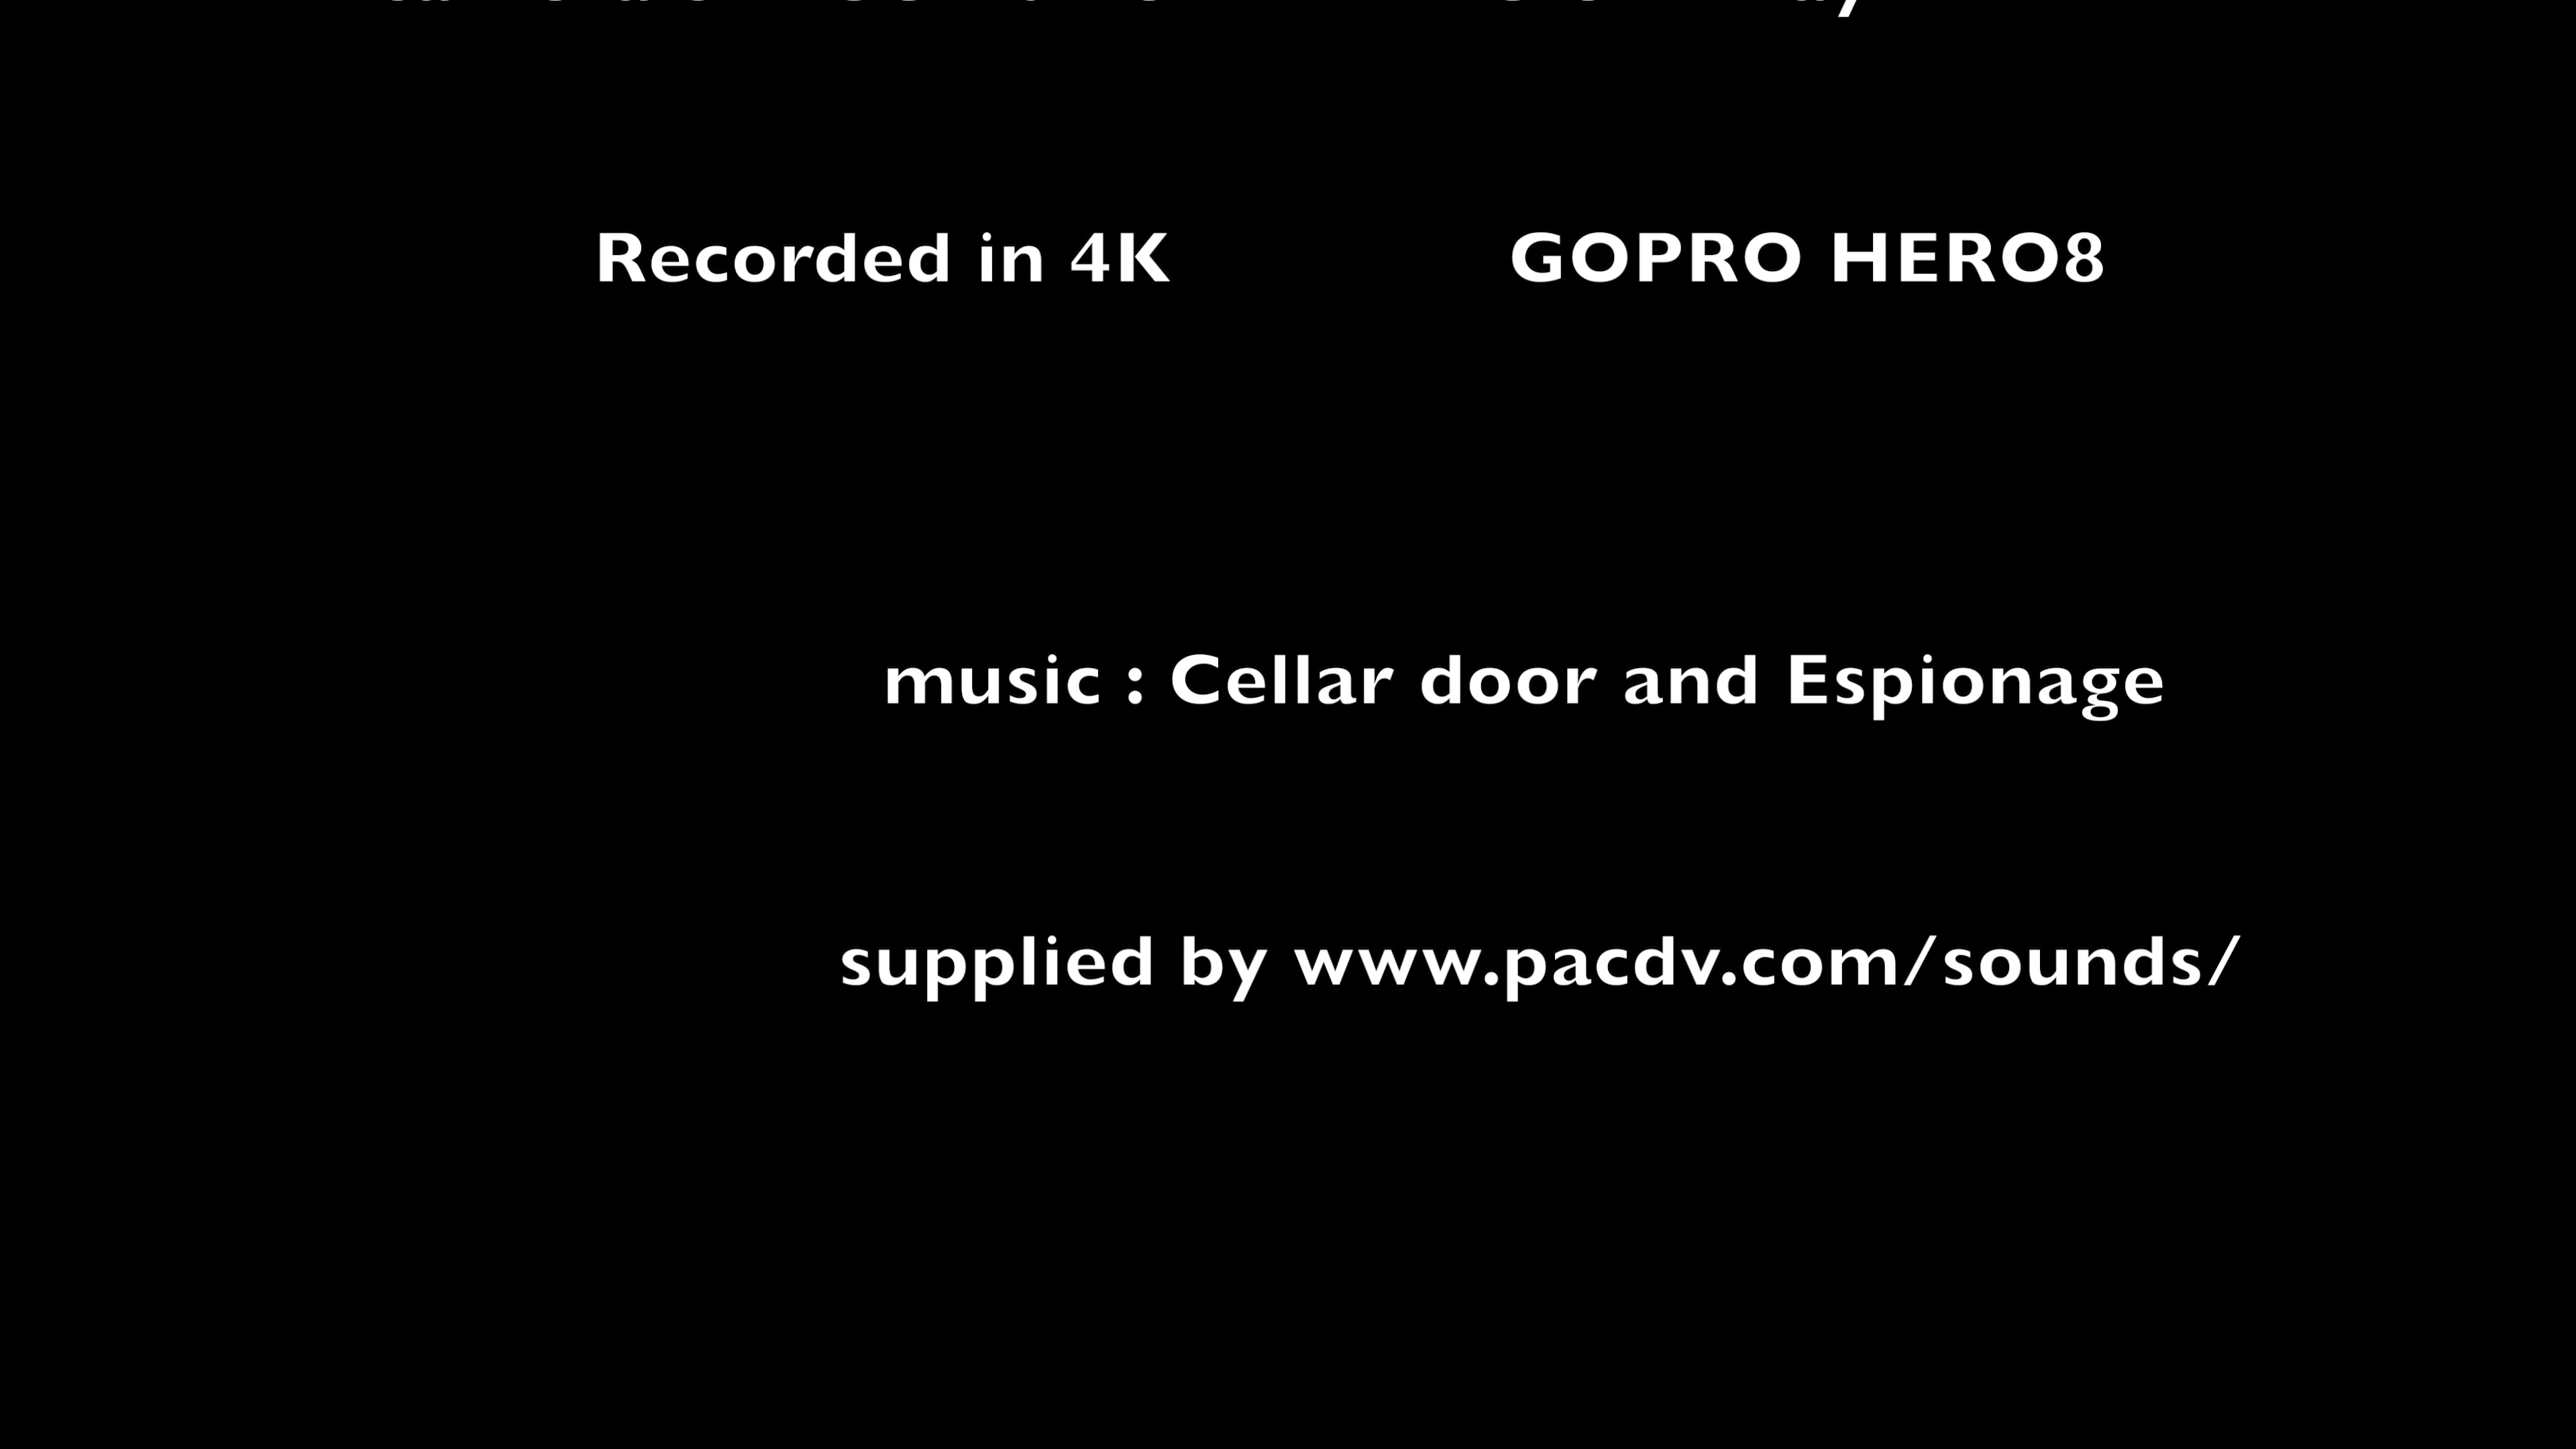 Recorded in 4K GOPRO HERO8
music : Cellar door and Espionage
supplied by www.pacdv.com/sounds/